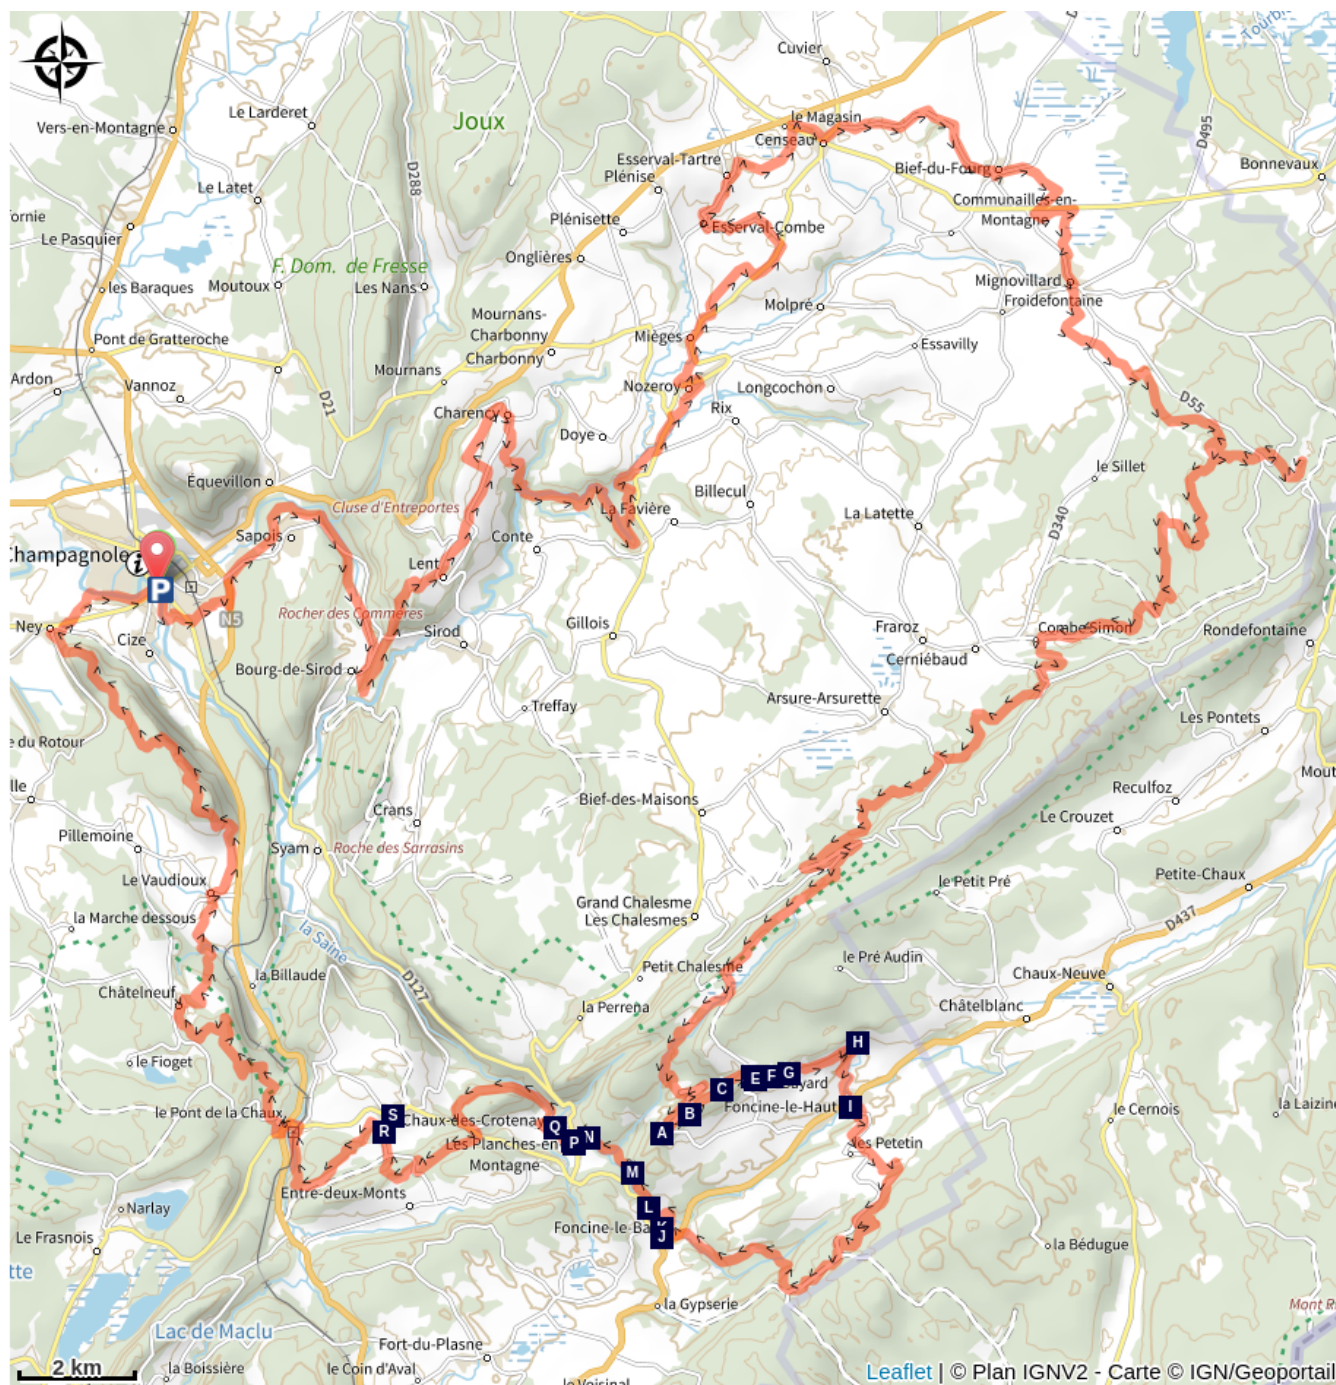 Cuvier
Tourbi
Le Larderet
Joux
le Magasin
Vers-en-Montagne
Censeau
D495
Esserval-Tartre
Plénise
Bief-du-Fourg
Bonnevaux
D288
Le Latet
Communailles-en-
Montagne
Plénisette
Esserval-Combe
Le Pasquier
Onglières
F. Dom. de Fresse
les Baraques
Moutoux
Les Nans
Mignovillard
Froidefontaine
Mournans-
Charbonny
Molpré
Pont de Gratteroche
Mièges
Essavilly
Charbonny
Ardon
Vannoz
Mournans
Nozeroy
Longcochon
D21
Rix
D55
Charency
Doye
le Sillet
Équevillon
Billecul
Cluse d'Entreportes
La Favière
La Latette
D340
Sapois
Conte
Champagnole
i
P
Lent
Rocher des Commères
N5
Ney
Cize
Sirod
Gillois
Fraroz
Combe Simon
Rondefontaine
Cerniébaud
Bourg-de-Sirod
Arsure-Arsurette
Treffay
Les Pontets
e du Rotour
Mout
lle
Reculfoz
Bief-des-Maisons
Crans
Le Crouzet
Pillemoine
Syam
Roche des Sarrasins
Petite-Chaux
Le Vaudioux
le Petit Pré
Grand Chalesme
Les Chalesmes
la Marche dessous
D437
la Saine
le Pré Audin
Petit Chalesme
Chaux-Neuve
la Billaude
D127
Châtelneuf
Châtelblanc
la Perrena
H
le Fioget
E F G
C
ayard
le Pont de la Chaux
S
B
Foncine-le-Haut
I
le Cernois
la Laizin
Chaux-des-Crotenay
R
Q
P
N
A
Les Planches-en-
Montagne
les Petetin
M
Entre-deux-Monts
Narlay
L
Foncine-le-Ba
K
J
Le Frasnois
la Bédugue
tte
la Gypserie
Mont R
Lac de Maclu
Fort-du-Plasne
2 km
la Boissière
le Coin d'Aval
le Voisinal
Leaflet | © Plan IGNV2 - Carte © IGN/Geoportail